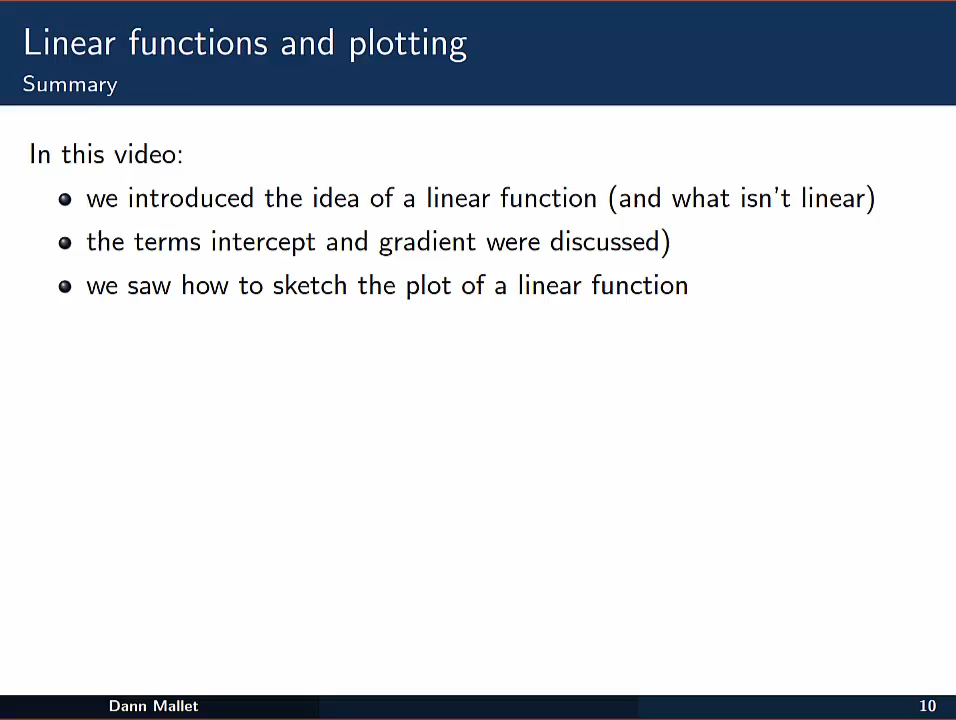 Linear functions and plotting
Summary
In this video:
we introduced the idea of a linear function (and what isn't linear)
the terms intercept and gradient were discussed)
we saw how to sketch the plot of a linear function
Dann Mallet
10